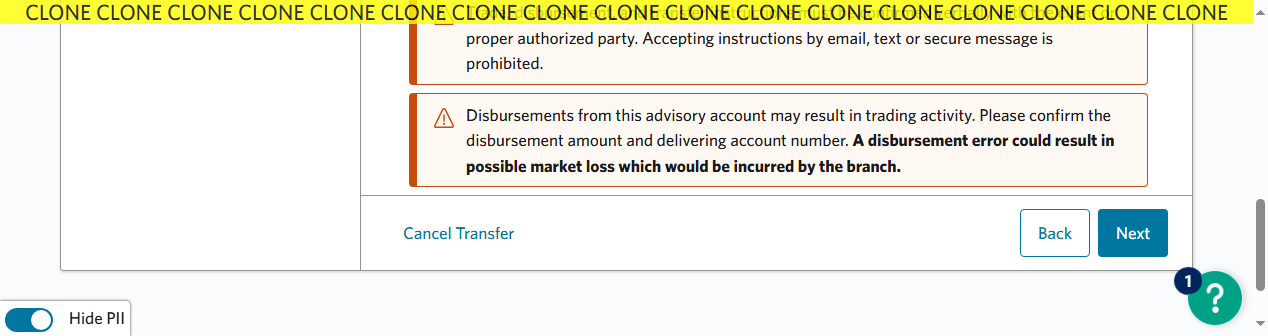 CLONE CLONE CLONE CLONE CLONE CLONE CLONE CLONE CLONE CLONE CLONE CLONE CLONE CLONE CLONE CLONE CLONE
proper authorized party. Accepting instructions by email, text or secure message is
prohibited.
Disbursements from this advisory account may result in trading activity. Please confirm the
disbursement amount and delivering account number. A disbursement error could result in
possible market loss which would be incurred by the branch.
Cancel Transfer
Back
Next
1
?
Hide PII